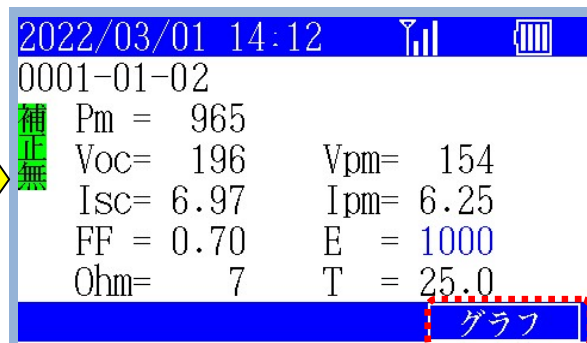 2022/03/01 14:12
0001-01-02
補正無
Pm = 965
Voc= 196 Vpm= 154
Isc= 6.97 Ipm= 6.25
FF = 0.70 E = 1000
Ohm= 7 T = 25.0
グラフ